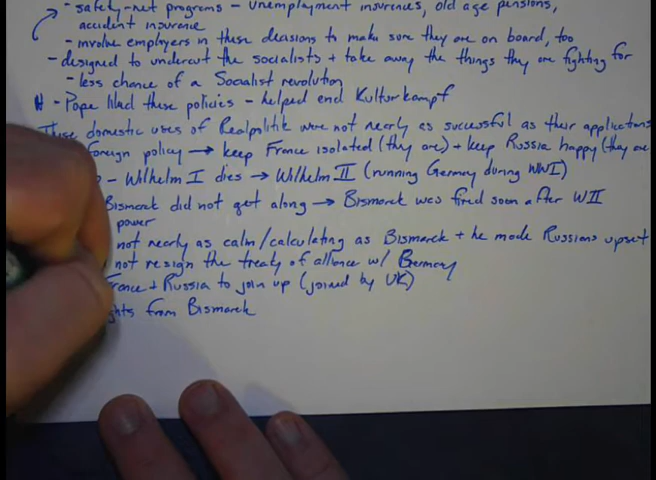 - safety-net programs - unemployment insurance, old age pensions,
accident insurance
- involve employers in these decisions to make sure they are on board, too
- designed to undercut the socialists + take away the things they are fighting for
- less chance of a Socialist revolution
- Pope liked these policies - helped end Kulturkampf
These domestic uses of Realpolitik were not nearly as successful as their applications
foreign policy → keep France isolated (they are) + keep Russia happy (they are
- Wilhelm I dies → Wilhelm II (running Germany during WWI)
Bismarck did not get along → Bismarck was fired soon after WII
power
not nearly as calm/calculating as Bismarck + he made Russians upset
not resign the treaty of alliance w/ Germany
France + Russia to join up (joined by UK)
from Bismarck